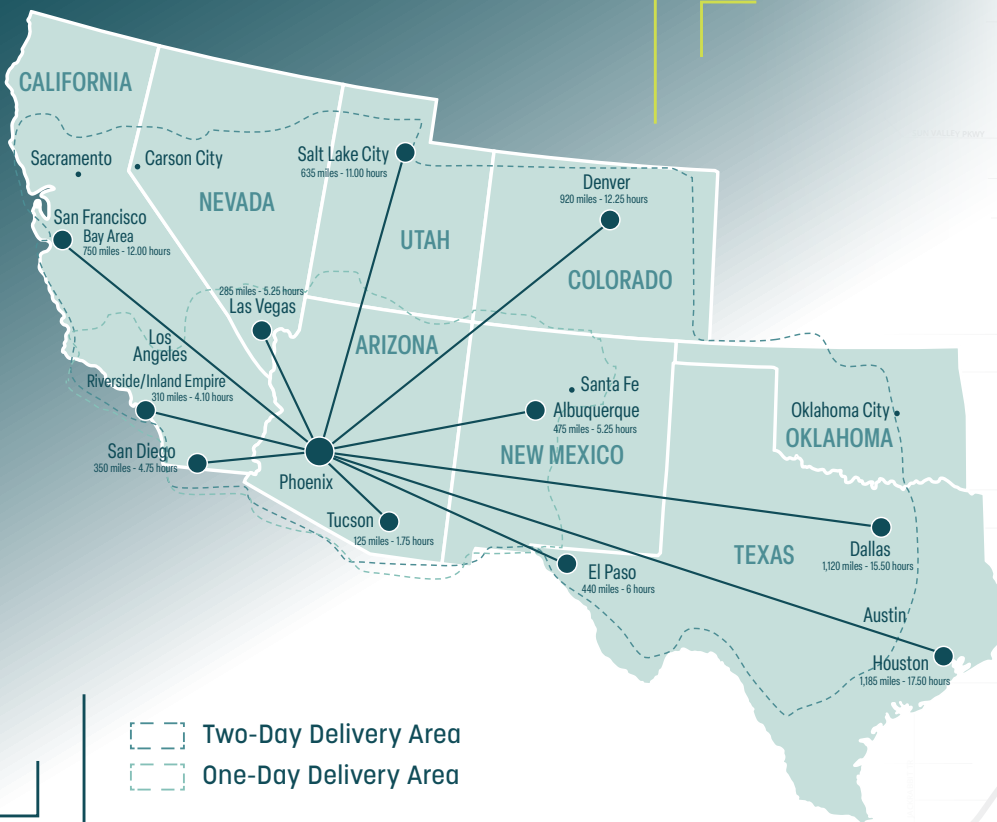 CALIFORNIA
Sacramento
Carson City
NEVADA
Salt Lake City
635 miles - 11.00 hours
Denver
920 miles - 12.25 hours
UTAH
COLORADO
San Francisco
Bay Area
750 miles - 12.00 hours
285 miles - 5.25 hours
Las Vegas
Los
Angeles
ARIZONA
Riverside/Inland Empire
310 miles - 4.10 hours
Santa Fe
Albuquerque
475 miles - 5.25 hours
NEW MEXICO
Oklahoma City
OKLAHOMA
San Diego
350 miles - 4.75 hours
Phoenix
Tucson
125 miles - 1.75 hours
El Paso
440 miles - 6 hours
TEXAS
Dallas
1,120 miles - 15.50 hours
Austin
Houston
1,185 miles - 17.50 hours
Two-Day Delivery Area
One-Day Delivery Area